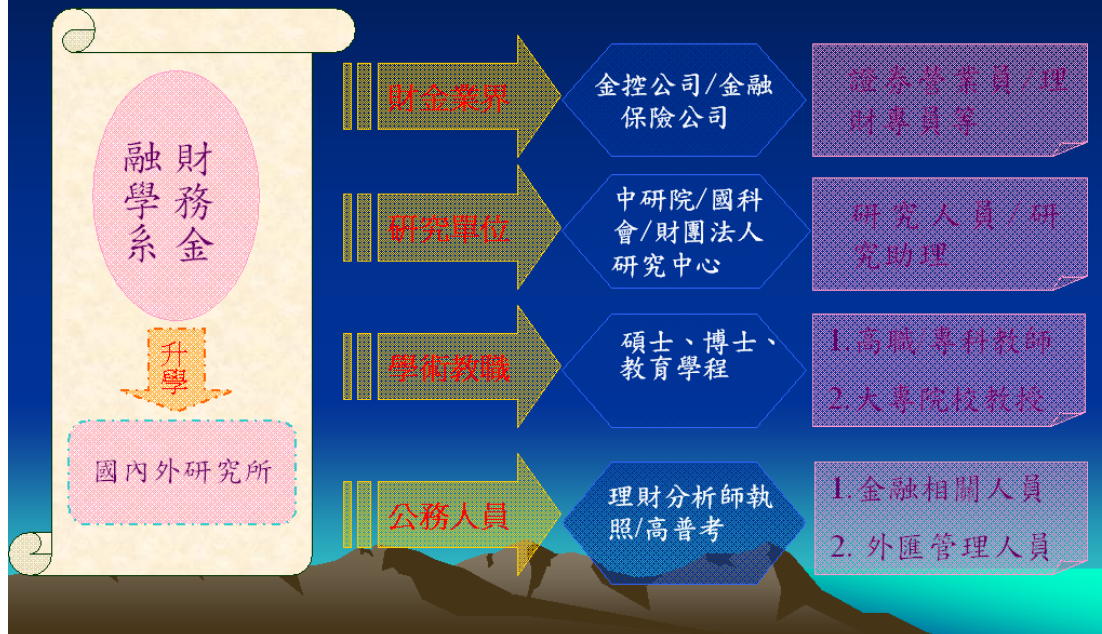 財務金
融學系
升
學
國內外研究所
財金業界
金控公司/金融
保險公司
證券營業員/理
財專員等
研究單位
中研院/國科
會/財團法人
研究中心
研究人員/研
究助理
學術教職
碩士、博士、
教育學程
1.高職/專科教師
2.大專院校教授
公務人員
理財分析師執
照/高普考
1.金融相關人員
2. 外匯管理人員